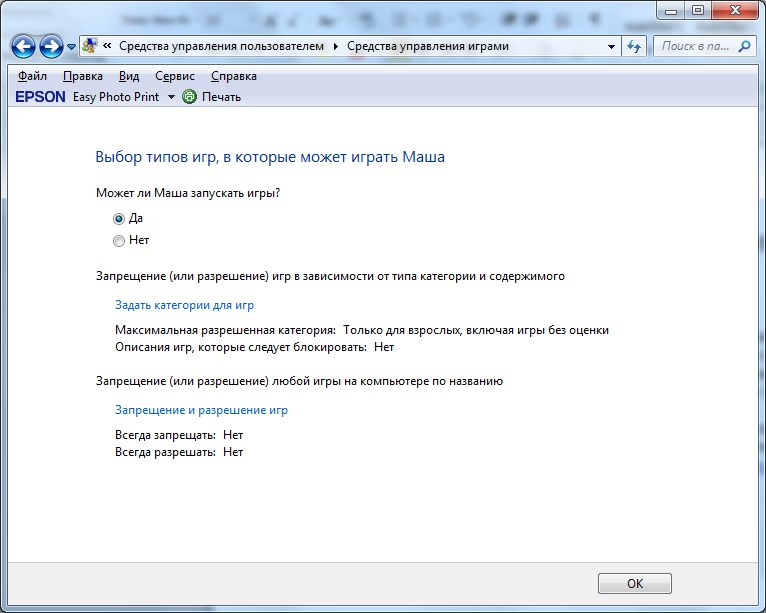 « Средства управления пользователем Средства управления играми Поиск в па...
Файл Правка Вид Сервис Справка
EPSON Easy Photo Print Печать
Выбор типов игр, в которые может играть Маша
Может ли Маша запускать игры?
Да
Нет
Запрещение (или разрешение) игр в зависимости от типа категории и содержимого
Задать категории для игр
Максимальная разрешенная категория: Только для взрослых, включая игры без оценки
Описания игр, которые следует блокировать: Нет
Запрещение (или разрешение) любой игры на компьютере по названию
Запрещение и разрешение игр
Всегда запрещать: Нет
Всегда разрешать: Нет
OK